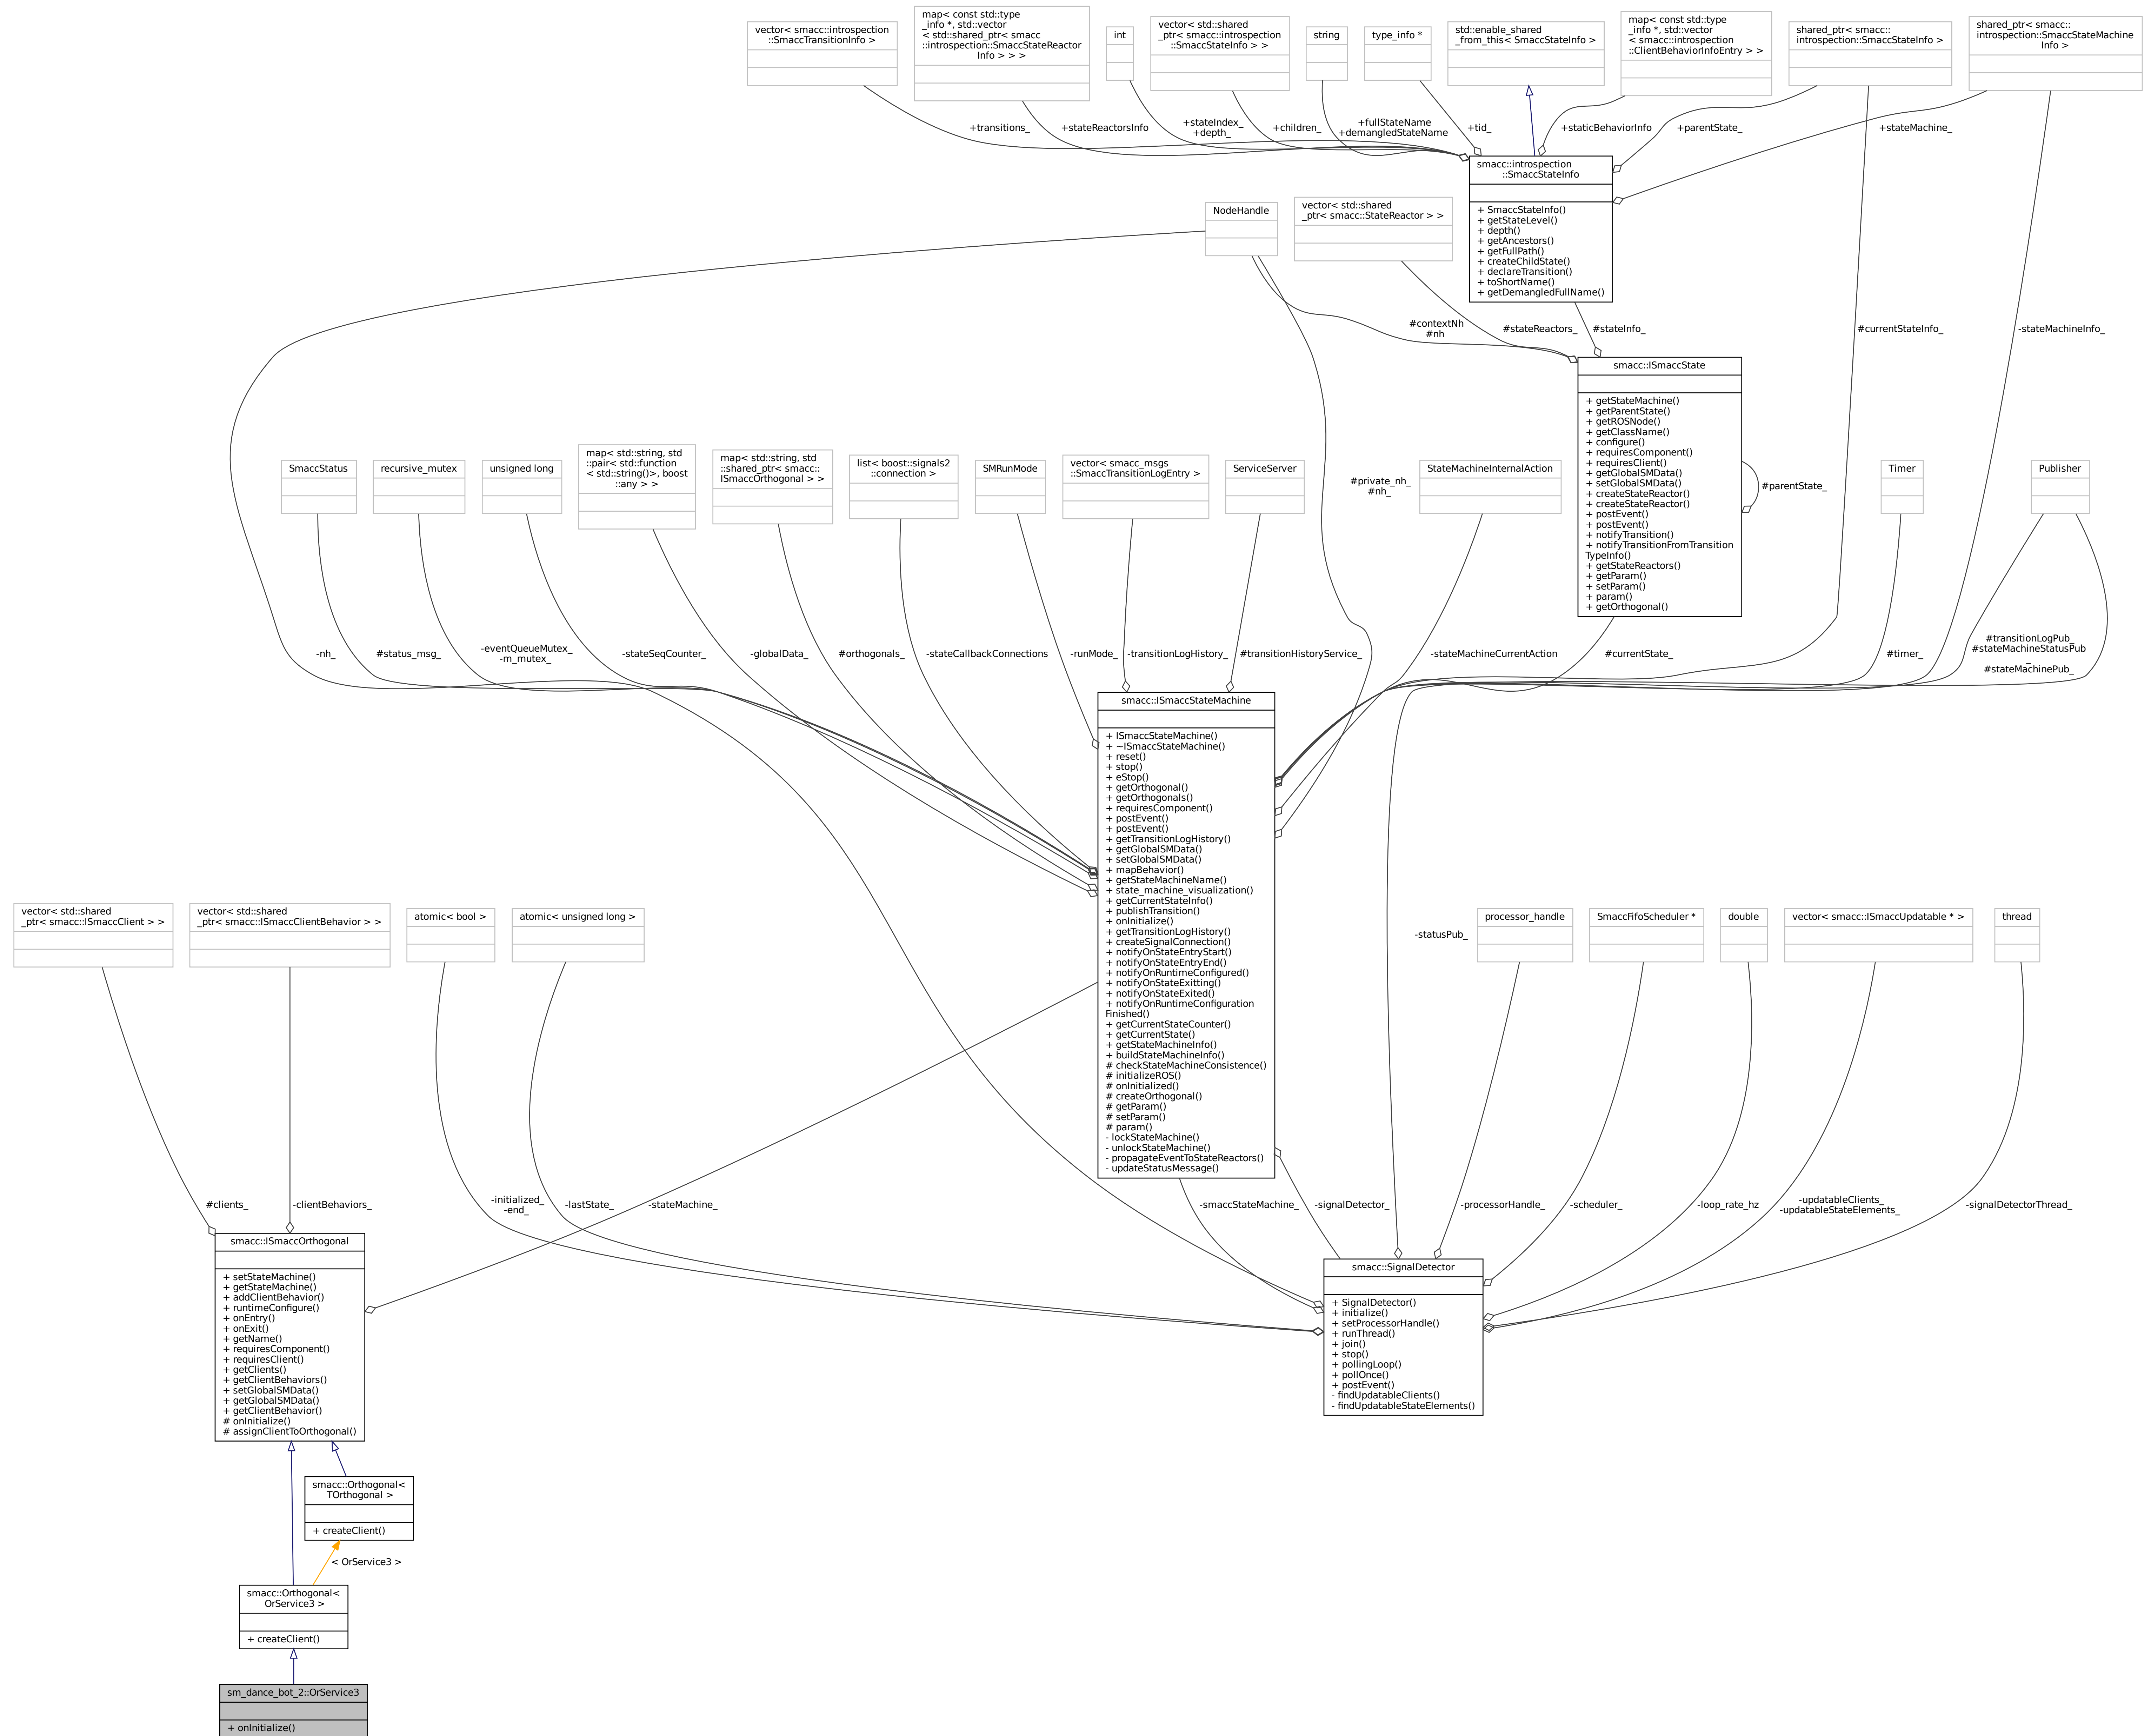 vector< smacc::introspection
::SmaccTransitionInfo >
map< const std::type
_info *, std::vector
< std::shared_ptr< smacc
::introspection::SmaccStateReactor
Info > > >
int
vector< std::shared
_ptr< smacc::introspection
::SmaccStateInfo > >
string
type_info *
std::enable_shared
_from_this< SmaccStateInfo >
map< const std::type
_info *, std::vector
< smacc::introspection
::ClientBehaviorInfoEntry > >
shared_ptr< smacc::
introspection::SmaccStateInfo >
shared_ptr< smacc::
introspection::SmaccStateMachine
Info >
+transitions_
+stateReactorsInfo
+stateIndex_
+depth_
+children_
+fullStateName
+demangledStateName
+tid_
+staticBehaviorInfo
+parentState_
+stateMachine_
smacc::introspection
::SmaccStateInfo
+ SmaccStateInfo()
+ getStateLevel()
+ depth()
+ getAncestors()
+ getFullPath()
+ createChildState()
+ declareTransition()
+ toShortName()
+ getDemangledFullName()
NodeHandle
vector< std::shared
_ptr< smacc::StateReactor > >
#contextNh
#nh
#stateReactors_
#stateInfo_
#currentStateInfo_
-stateMachineInfo_
smacc::ISmaccState
+ getStateMachine()
+ getParentState()
+ getROSNode()
+ getClassName()
+ configure()
+ requiresComponent()
+ requiresClient()
+ getGlobalSMData()
+ setGlobalSMData()
+ createStateReactor()
+ createStateReactor()
+ postEvent()
+ postEvent()
+ notifyTransition()
+ notifyTransitionFromTransition
TypeInfo()
+ getStateReactors()
+ getParam()
+ setParam()
+ param()
+ getOrthogonal()
#parentState_
SmaccStatus
recursive_mutex
unsigned long
map< std::string, std
::pair< std::function
< std::string()>, boost
::any > >
map< std::string, std
::shared_ptr< smacc::
ISmaccOrthogonal > >
list< boost::signals2
::connection >
SMRunMode
vector< smacc_msgs
::SmaccTransitionLogEntry >
ServiceServer
#private_nh_
#nh_
StateMachineInternalAction
Timer
Publisher
-nh_
#status_msg_
-eventQueueMutex_
-m_mutex_
-stateSeqCounter_
-globalData_
#orthogonals_
-stateCallbackConnections
-runMode_
-transitionLogHistory_
#transitionHistoryService_
-stateMachineCurrentAction
#currentState_
#timer_
#transitionLogPub_
#stateMachineStatusPub
_
#stateMachinePub_
smacc::ISmaccStateMachine
+ ISmaccStateMachine()
+ ~ISmaccStateMachine()
+ reset()
+ stop()
+ eStop()
+ getOrthogonal()
+ getOrthogonals()
+ requiresComponent()
+ postEvent()
+ postEvent()
+ getTransitionLogHistory()
+ getGlobalSMData()
+ setGlobalSMData()
+ mapBehavior()
+ getStateMachineName()
+ state_machine_visualization()
+ getCurrentStateInfo()
+ publishTransition()
+ onInitialize()
+ getTransitionLogHistory()
+ createSignalConnection()
+ notifyOnStateEntryStart()
+ notifyOnStateEntryEnd()
+ notifyOnRuntimeConfigured()
+ notifyOnStateExitting()
+ notifyOnStateExited()
+ notifyOnRuntimeConfiguration
Finished()
+ getCurrentStateCounter()
+ getCurrentState()
+ getStateMachineInfo()
+ buildStateMachineInfo()
# checkStateMachineConsistence()
# initializeROS()
# onInitialized()
# createOrthogonal()
# getParam()
# setParam()
# param()
- lockStateMachine()
- unlockStateMachine()
- propagateEventToStateReactors()
- updateStatusMessage()
vector< std::shared
_ptr< smacc::ISmaccClient > >
vector< std::shared
_ptr< smacc::ISmaccClientBehavior > >
atomic< bool >
atomic< unsigned long >
-statusPub_
processor_handle
SmaccFifoScheduler *
double
vector< smacc::ISmaccUpdatable * >
thread
#clients_
-clientBehaviors_
-initialized_
-end_
-lastState_
-stateMachine_
-smaccStateMachine_
-signalDetector_
-processorHandle_
-scheduler_
-loop_rate_hz
-updatableClients_
-updatableStateElements_
-signalDetectorThread_
smacc::ISmaccOrthogonal
+ setStateMachine()
+ getStateMachine()
+ addClientBehavior()
+ runtimeConfigure()
+ onEntry()
+ onExit()
+ getName()
+ requiresComponent()
+ requiresClient()
+ getClients()
+ getClientBehaviors()
+ setGlobalSMData()
+ getGlobalSMData()
+ getClientBehavior()
# onInitialize()
# assignClientToOrthogonal()
smacc::SignalDetector
+ SignalDetector()
+ initialize()
+ setProcessorHandle()
+ runThread()
+ join()
+ stop()
+ pollingLoop()
+ pollOnce()
+ postEvent()
- findUpdatableClients()
- findUpdatableStateElements()
smacc::Orthogonal<
TOrthogonal >
+ createClient()
< OrService3 >
smacc::Orthogonal<
OrService3 >
+ createClient()
sm_dance_bot_2::OrService3
+ onInitialize()